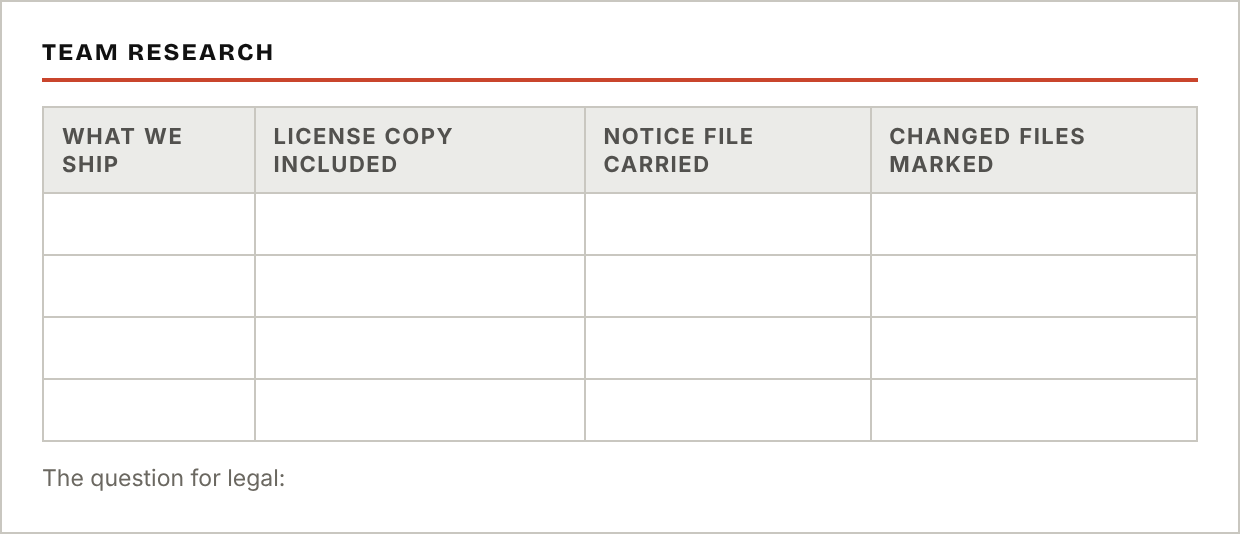 TEAM RESEARCH
WHAT WE
SHIP
LICENSE COPY
INCLUDED
NOTICE FILE
CARRIED
CHANGED FILES
MARKED
The question for legal: